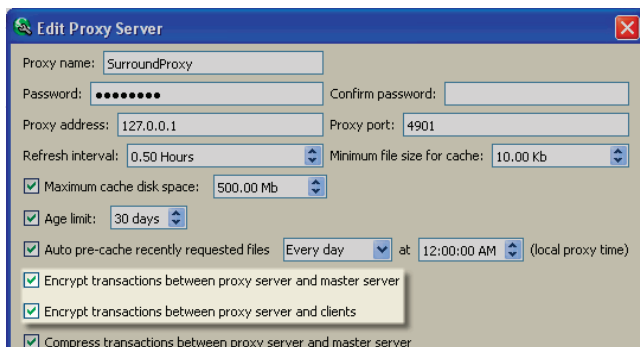 Edit Proxy Server
Proxy name: SurroundProxy
Password: ●●●●●●●● Confirm password:
Proxy address: 127.0.0.1 Proxy port: 4901
Refresh interval: 0.50 Hours Minimum file size for cache: 10.00 Kb
Maximum cache disk space: 500.00 Mb
Age limit: 30 days
Auto pre-cache recently requested files Every day at 12:00:00 AM (local proxy time)
Encrypt transactions between proxy server and master server
Encrypt transactions between proxy server and clients
Compress transactions between proxy server and master server